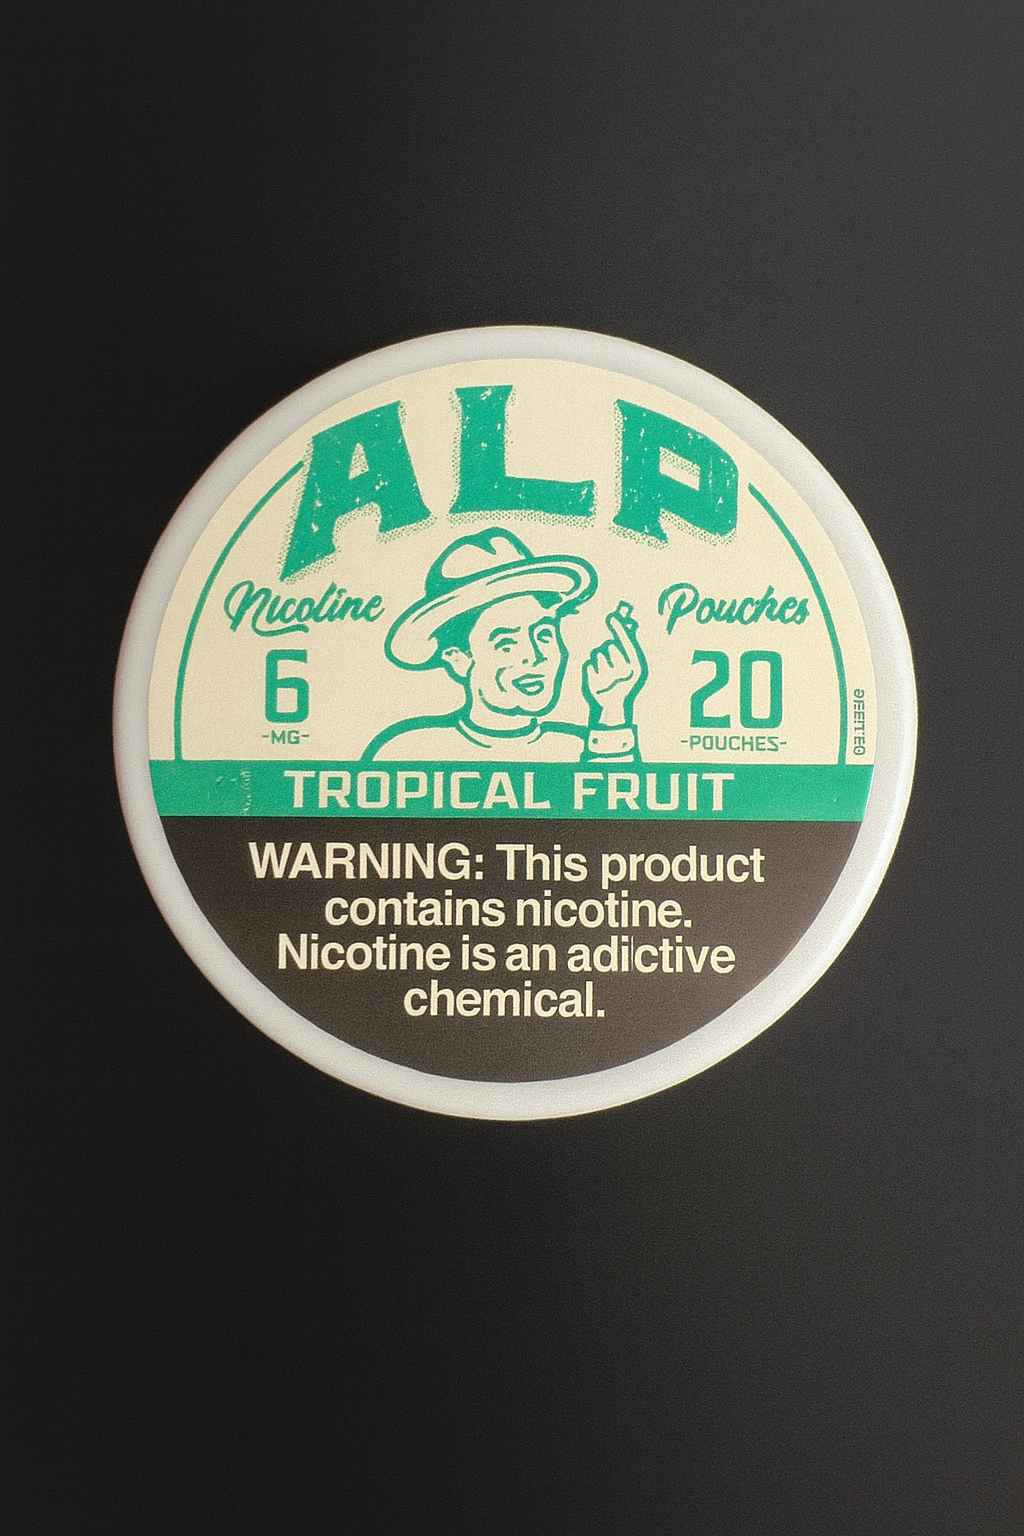 ALP
Nicotine Pouches
6 20
-MG- -POUCHES-
TROPICAL FRUIT
WARNING: This product
contains nicotine.
Nicotine is an adictive
chemical.